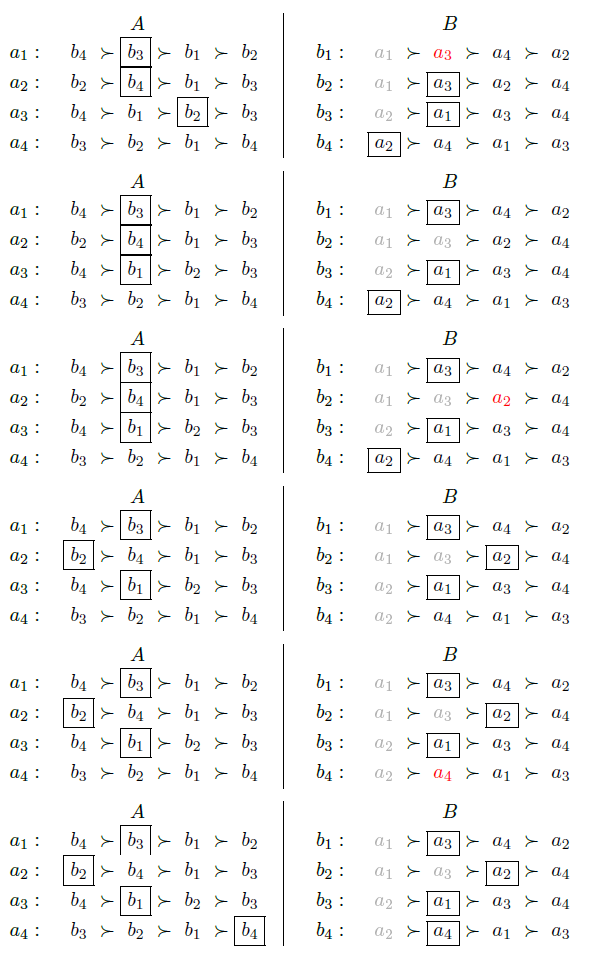 A B
a₁ : b₄ ≻ b₃ ≻ b₁ ≻ b₂ b₁ : a₁ ≻ a₃ ≻ a₄ ≻ a₂
a₂ : b₂ ≻ b₄ ≻ b₁ ≻ b₃ b₂ : a₁ ≻ a₃ ≻ a₂ ≻ a₄
a₃ : b₄ ≻ b₁ ≻ b₂ ≻ b₃ b₃ : a₂ ≻ a₁ ≻ a₃ ≻ a₄
a₄ : b₃ ≻ b₂ ≻ b₁ ≻ b₄ b₄ : a₂ ≻ a₄ ≻ a₁ ≻ a₃
A B
a₁ : b₄ ≻ b₃ ≻ b₁ ≻ b₂ b₁ : a₁ ≻ a₃ ≻ a₄ ≻ a₂
a₂ : b₂ ≻ b₄ ≻ b₁ ≻ b₃ b₂ : a₁ ≻ a₃ ≻ a₂ ≻ a₄
a₃ : b₄ ≻ b₁ ≻ b₂ ≻ b₃ b₃ : a₂ ≻ a₁ ≻ a₃ ≻ a₄
a₄ : b₃ ≻ b₂ ≻ b₁ ≻ b₄ b₄ : a₂ ≻ a₄ ≻ a₁ ≻ a₃
A B
a₁ : b₄ ≻ b₃ ≻ b₁ ≻ b₂ b₁ : a₁ ≻ a₃ ≻ a₄ ≻ a₂
a₂ : b₂ ≻ b₄ ≻ b₁ ≻ b₃ b₂ : a₁ ≻ a₃ ≻ a₂ ≻ a₄
a₃ : b₄ ≻ b₁ ≻ b₂ ≻ b₃ b₃ : a₂ ≻ a₁ ≻ a₃ ≻ a₄
a₄ : b₃ ≻ b₂ ≻ b₁ ≻ b₄ b₄ : a₂ ≻ a₄ ≻ a₁ ≻ a₃
A B
a₁ : b₄ ≻ b₃ ≻ b₁ ≻ b₂ b₁ : a₁ ≻ a₃ ≻ a₄ ≻ a₂
a₂ : b₂ ≻ b₄ ≻ b₁ ≻ b₃ b₂ : a₁ ≻ a₃ ≻ a₂ ≻ a₄
a₃ : b₄ ≻ b₁ ≻ b₂ ≻ b₃ b₃ : a₂ ≻ a₁ ≻ a₃ ≻ a₄
a₄ : b₃ ≻ b₂ ≻ b₁ ≻ b₄ b₄ : a₂ ≻ a₄ ≻ a₁ ≻ a₃
A B
a₁ : b₄ ≻ b₃ ≻ b₁ ≻ b₂ b₁ : a₁ ≻ a₃ ≻ a₄ ≻ a₂
a₂ : b₂ ≻ b₄ ≻ b₁ ≻ b₃ b₂ : a₁ ≻ a₃ ≻ a₂ ≻ a₄
a₃ : b₄ ≻ b₁ ≻ b₂ ≻ b₃ b₃ : a₂ ≻ a₁ ≻ a₃ ≻ a₄
a₄ : b₃ ≻ b₂ ≻ b₁ ≻ b₄ b₄ : a₂ ≻ a₄ ≻ a₁ ≻ a₃
A B
a₁ : b₄ ≻ b₃ ≻ b₁ ≻ b₂ b₁ : a₁ ≻ a₃ ≻ a₄ ≻ a₂
a₂ : b₂ ≻ b₄ ≻ b₁ ≻ b₃ b₂ : a₁ ≻ a₃ ≻ a₂ ≻ a₄
a₃ : b₄ ≻ b₁ ≻ b₂ ≻ b₃ b₃ : a₂ ≻ a₁ ≻ a₃ ≻ a₄
a₄ : b₃ ≻ b₂ ≻ b₁ ≻ b₄ b₄ : a₂ ≻ a₄ ≻ a₁ ≻ a₃